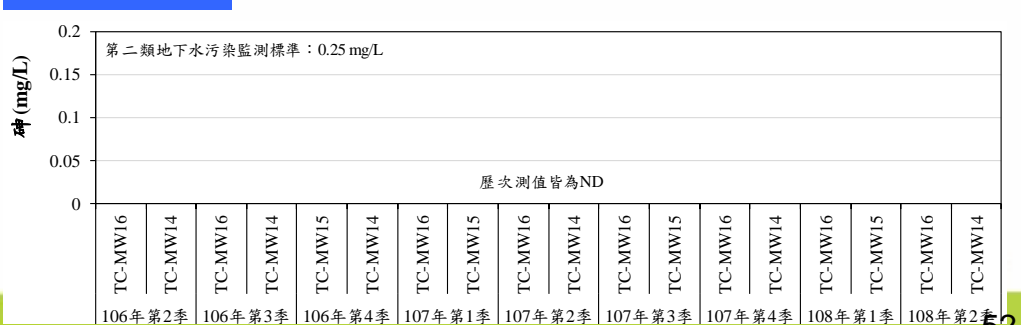 第二類地下水污染監測標準：0.25 mg/L
砷 (mg/L)
0.2
0.15
0.1
0.05
0
歷次測值皆為ND
TC-MW16 TC-MW14 TC-MW16 TC-MW14 TC-MW15 TC-MW14 TC-MW16 TC-MW15 TC-MW16 TC-MW14 TC-MW16 TC-MW15 TC-MW16 TC-MW14 TC-MW16 TC-MW15 TC-MW16 TC-MW14
106年第2季 106年第3季 106年第4季 107年第1季 107年第2季 107年第3季 107年第4季 108年第1季 108年第2季
52